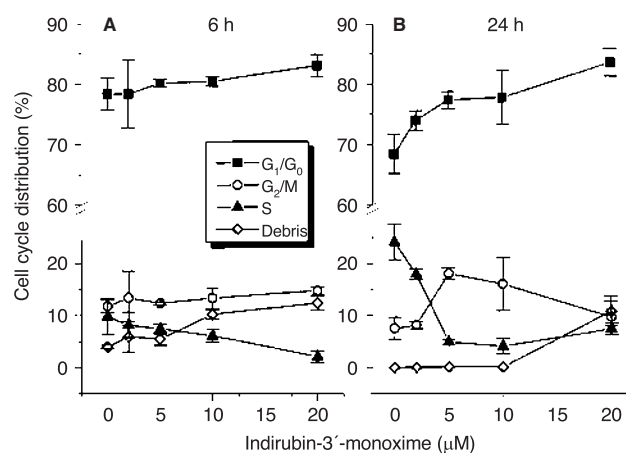 A 6 h
B 24 h
90
80
70
60
20
10
0
Cell cycle distribution (%)
G₁/G₀
G₂/M
S
Debris
90
80
70
60
20
10
0
0 5 10 15 20
0 5 10 15 20
Indirubin-3´-monoxime (μM)